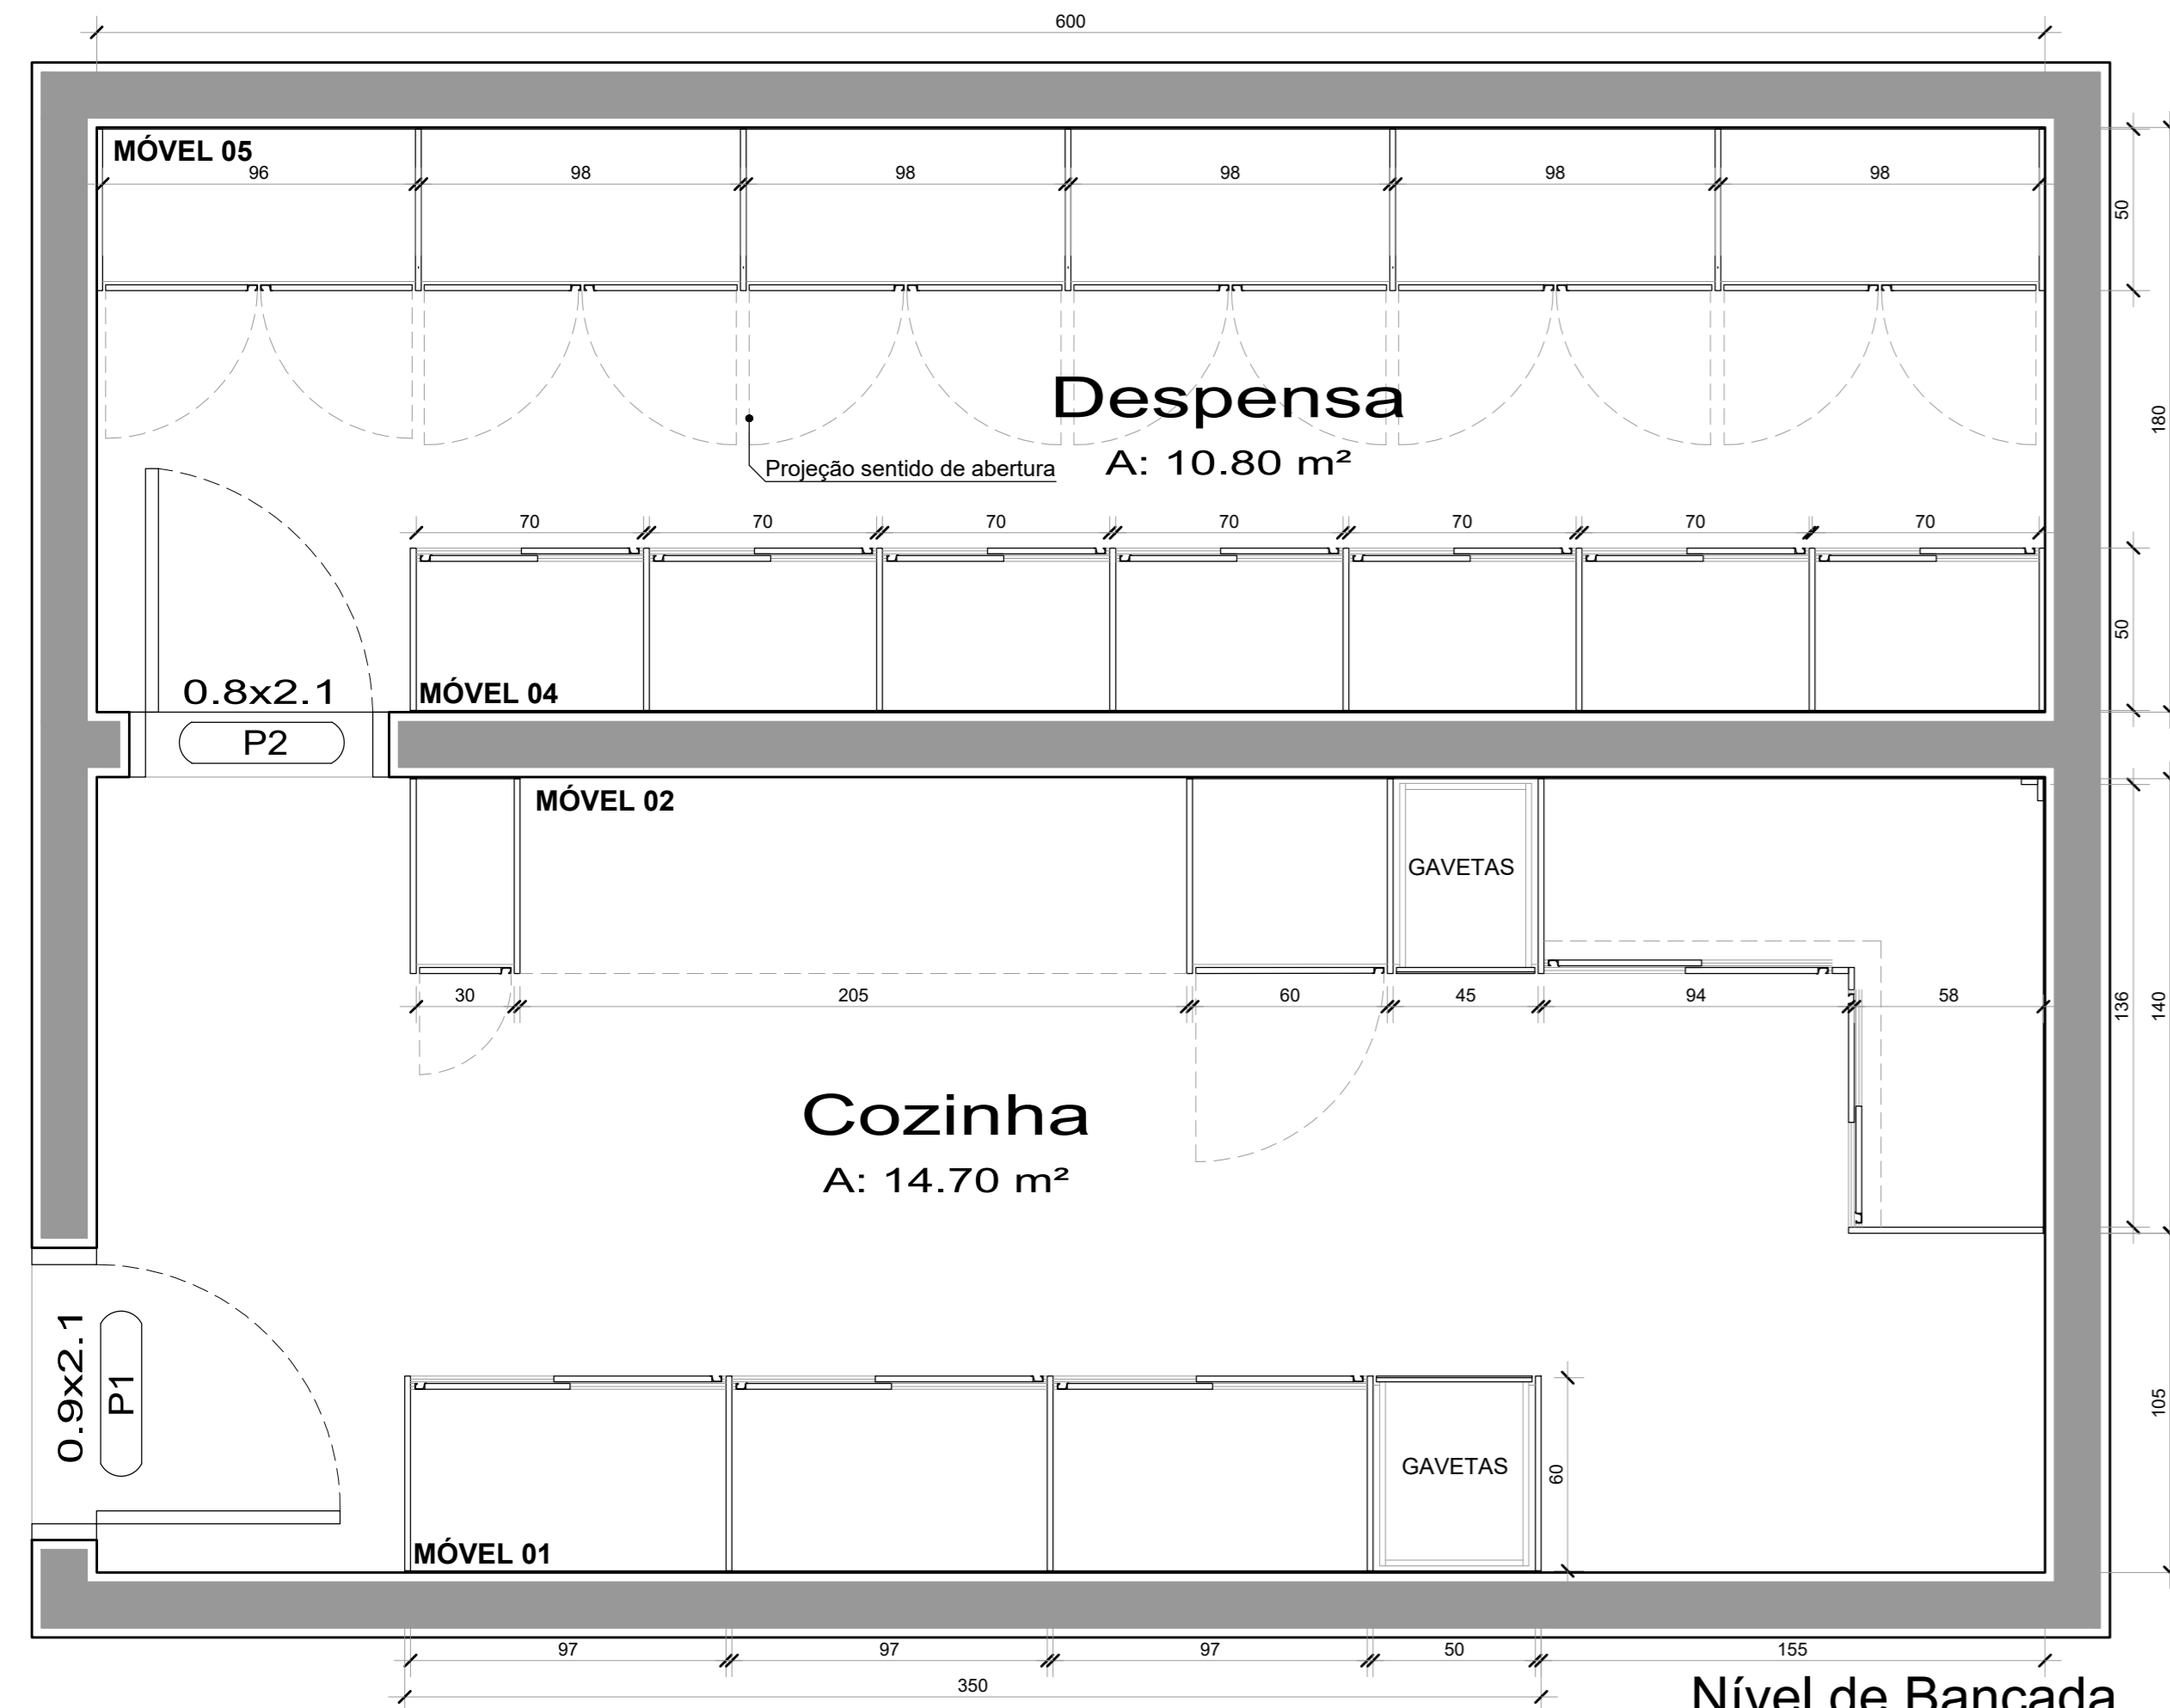 600
MÓVEL 05
96
98
98
98
98
98
50
Despensa
180
A: 10.80 m²
Projeção sentido de abertura
70
70
70
70
70
70
70
50
0.8x2.1
MÓVEL 04
P2
MÓVEL 02
GAVETAS
30
205
60
45
94
58
136
140
Cozinha
A: 14.70 m²
0.9x2.1
P1
105
GAVETAS
60
MÓVEL 01
97
97
97
50
155
350
Nível de Bancada